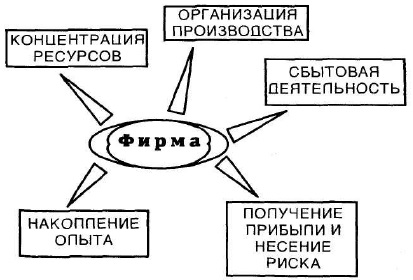 ОРГАНИЗАЦИЯ
ПРОИЗВОДСТВА
КОНЦЕНТРАЦИЯ
РЕСУРСОВ
СБЫТОВАЯ
ДЕЯТЕЛЬНОСТЬ
Фирма
НАКОПЛЕНИЕ
ОПЫТА
ПОЛУЧЕНИЕ
ПРИБЫЛИ И
НЕСЕНИЕ
РИСКА